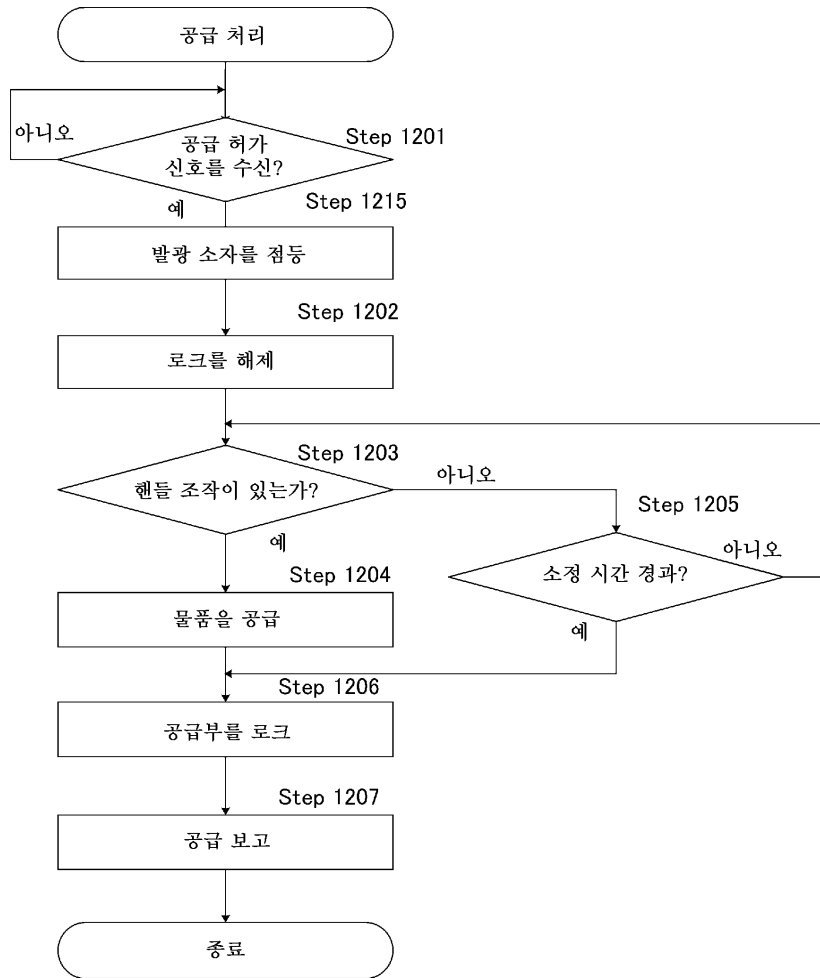 공급 처리
아니오
공급 허가
신호를 수신?
Step 1201
예
Step 1215
발광 소자를 점등
Step 1202
로크를 해제
Step 1203
핸들 조작이 있는가?
아니오
Step 1205
예
소정 시간 경과?
아니오
Step 1204
물품을 공급
예
Step 1206
공급부를 로크
Step 1207
공급 보고
종료